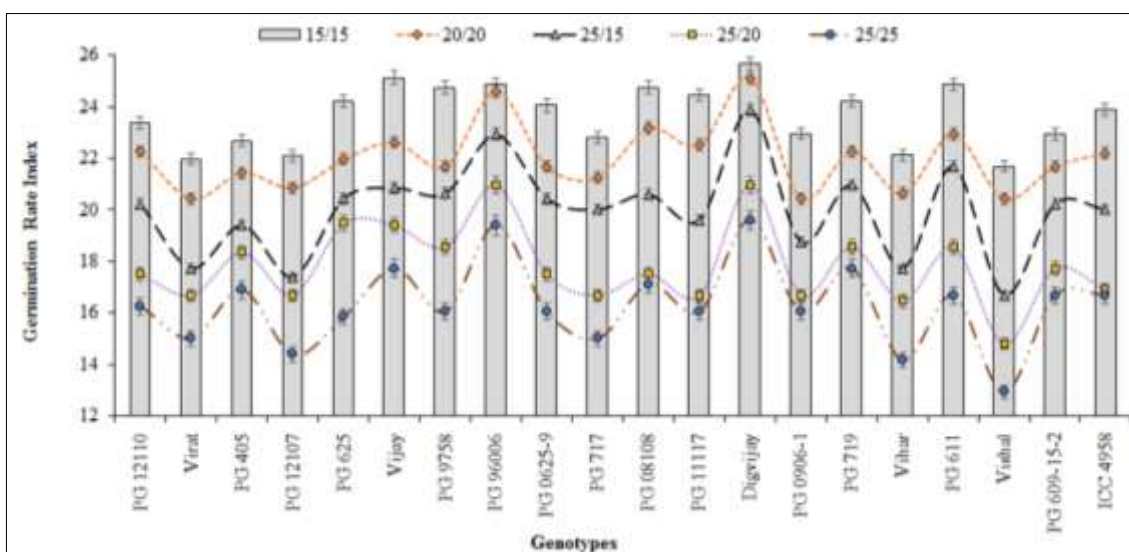 15/15 20/20 25/15 25/20 25/25
Germination Rate Index
26
24
22
20
18
16
14
12
PG 12110
Virat
PG 405
PG 12107
PG 625
Vijay
PG 9758
PG 96006
PG 0625-9
PG 717
PG 08108
PG 11117
Digvijay
PG 0906-1
PG 719
Vihar
PG 611
Vishal
PG 609-15-2
ICC 4958
Genotypes